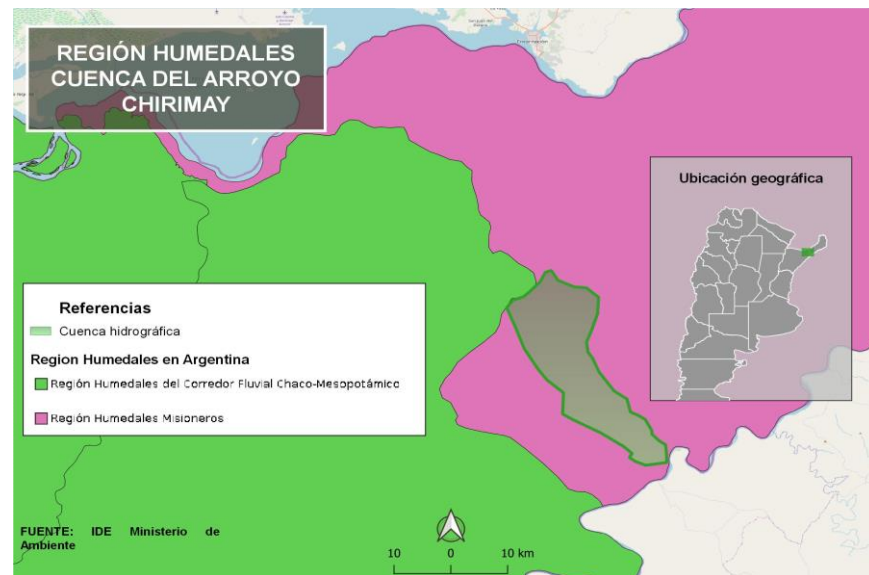 REGIÓN HUMEDALES
CUENCA DEL ARROYO
CHIRIMAY
Ubicación geográfica
Referencias
Cuenca hidrográfica
Region Humedales en Argentina
Región Humedales del Corredor Fluvial Chaco-Mesopotámico
Región Humedales Misioneros
FUENTE: IDE Ministerio de
Ambiente
10 0 10 km